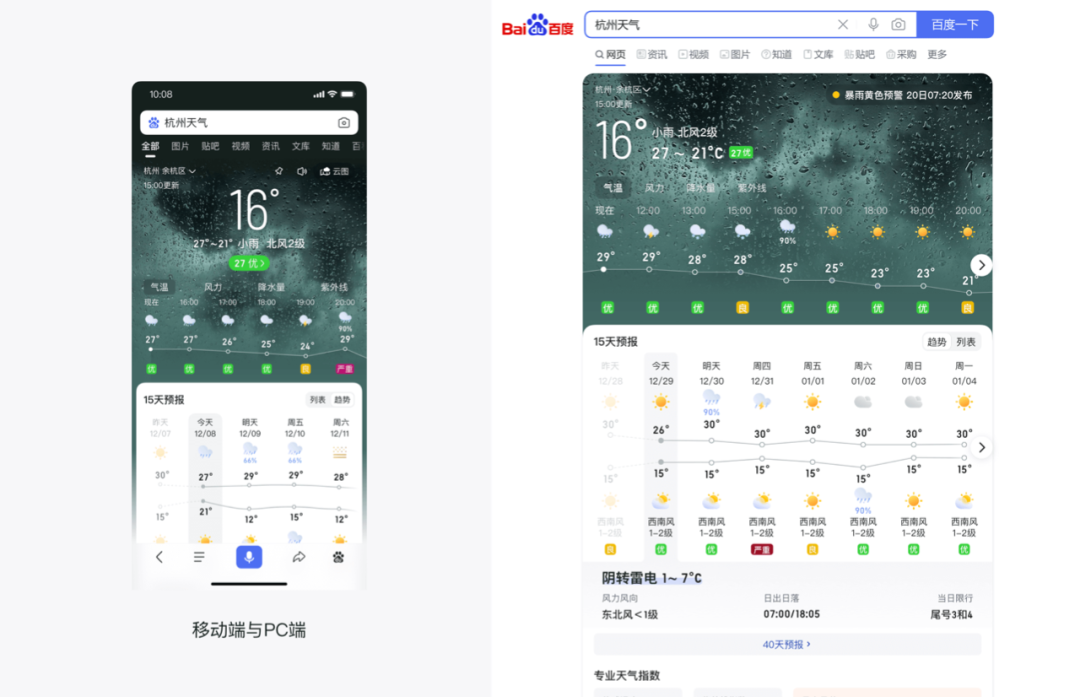 10:08
杭州天气
全部 图片 贴吧 视频 资讯 文库 知道
杭州 余杭区
15:00更新
云图
16°
27°~21° 小雨 北风2级
27 优 >
气温 风力 降水量 紫外线
现在 16:00 17:00 18:00 19:00 20:00
90%
27° 27° 26° 25° 24° 29°
优 优 优 优 良 严重
15天预报
列表 趋势
昨天 今天 明天 周五 周六
12/07 12/08 12/09 12/10 12/11
66% 66%
30° 27° 29° 29° 28°
15° 21° 12° 15° 12°
移动端与PC端
Bai du 百度
杭州天气
百度一下
网页 资讯 视频 图片 知道 文库 贴吧 采购 更多
杭州·余杭区
15:00更新
暴雨黄色预警 20日07:20发布
16°
小雨 北风2级
27 ~ 21°C 27优
气温 风力 降水量 紫外线
现在 12:00 13:00 15:00 16:00 17:00 18:00 19:00 20:00
90%
29° 29° 28° 28° 25° 25° 23° 23° 21°
优 优 优 良 优 优 优 优 良
15天预报
趋势 列表
昨天 今天 明天 周四 周五 周六 周日 周一
12/28 12/29 12/30 12/31 01/01 01/02 01/03 01/04
90%
30° 26° 30° 30° 30° 30° 30° 30°
15° 15° 15° 15° 15° 15° 15° 15°
90%
西南风 西南风 西南风 西南风 西南风 西南风 西南风 西南风
1-2级 1-2级 1-2级 1-2级 1-2级 1-2级 1-2级 1-2级
良 优 优 严重 良 优 优 优
阴转雷电 1~ 7°C
风力风向 日出日落 当日限行
东北风<1级 07:00/18:05 尾号3和4
40天预报 >
专业天气指数